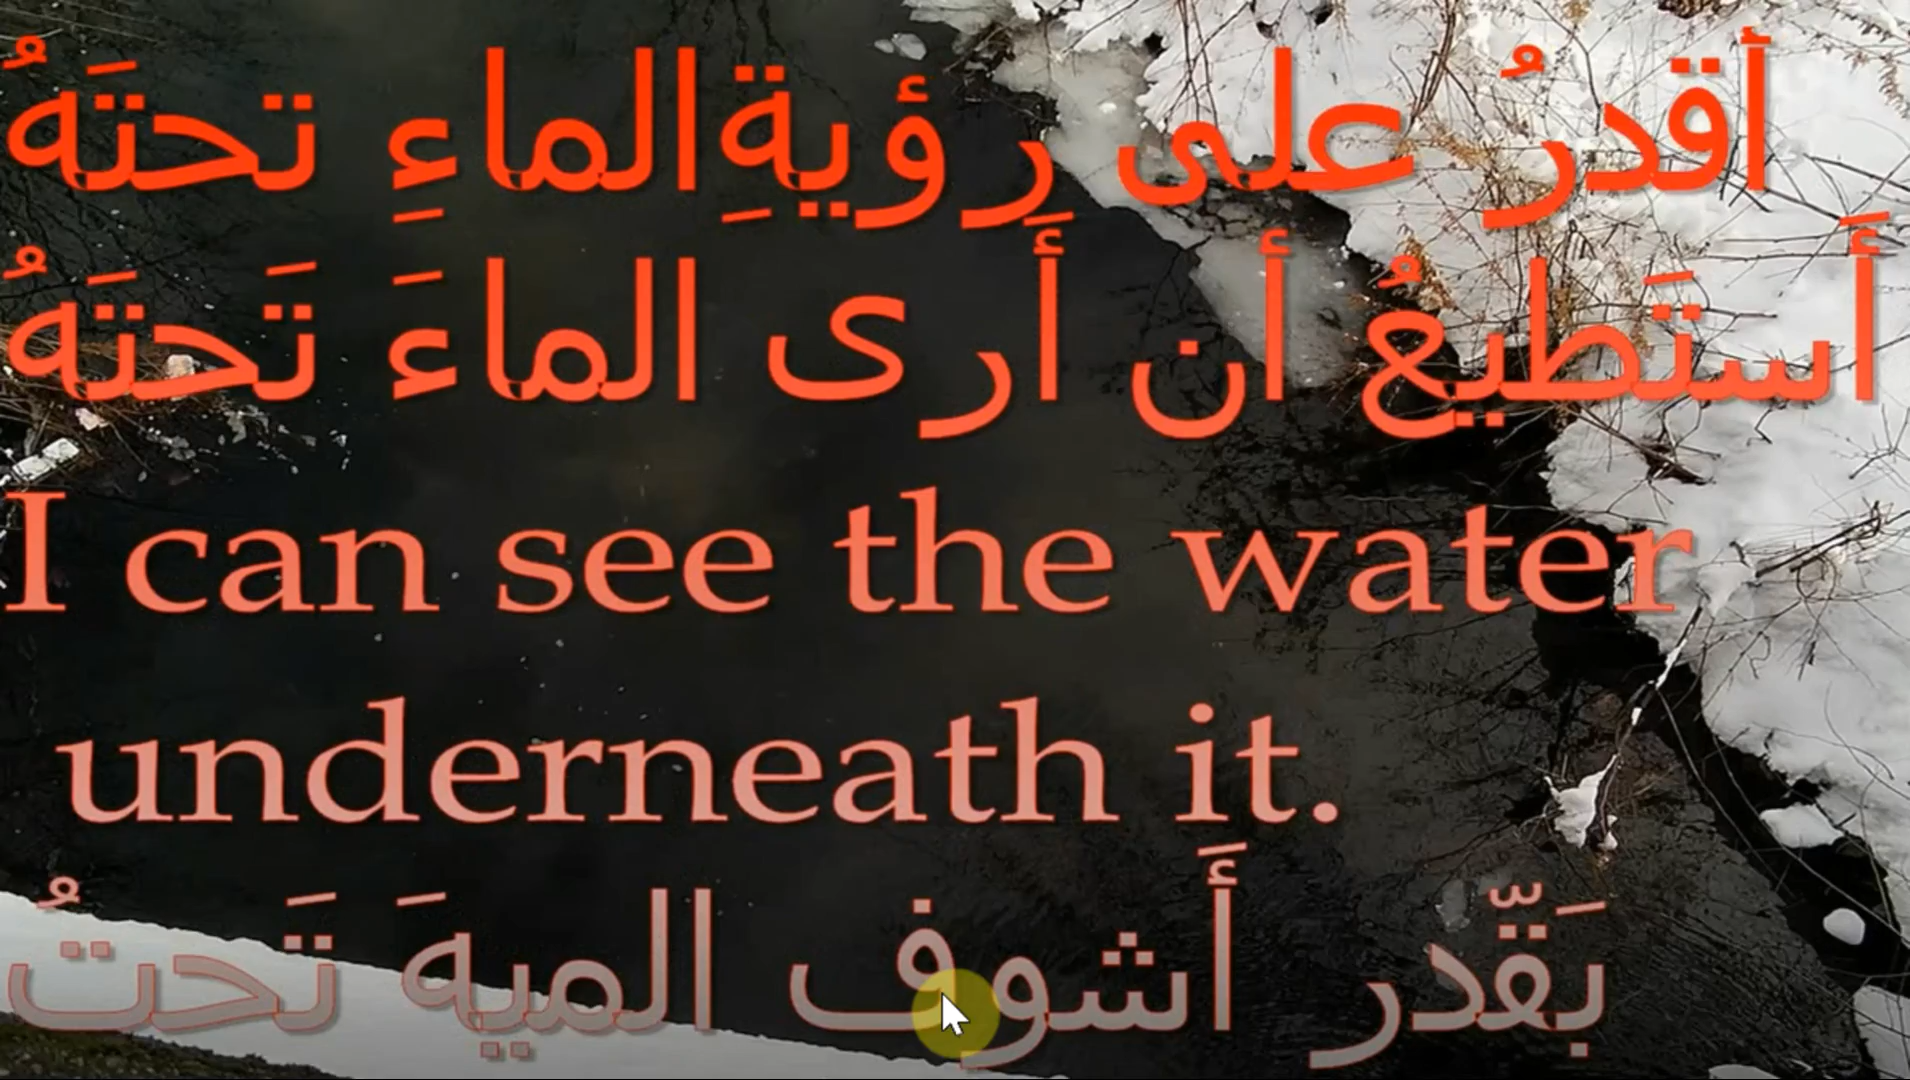 أقدرُ على رؤيةِالماءِ تحتَهُ
أَستَطيعُ أن أَرى الماءَ تَحتَهُ
I can see the water
underneath it.
بَقّدر أَشوف الميهَ تَحتُ